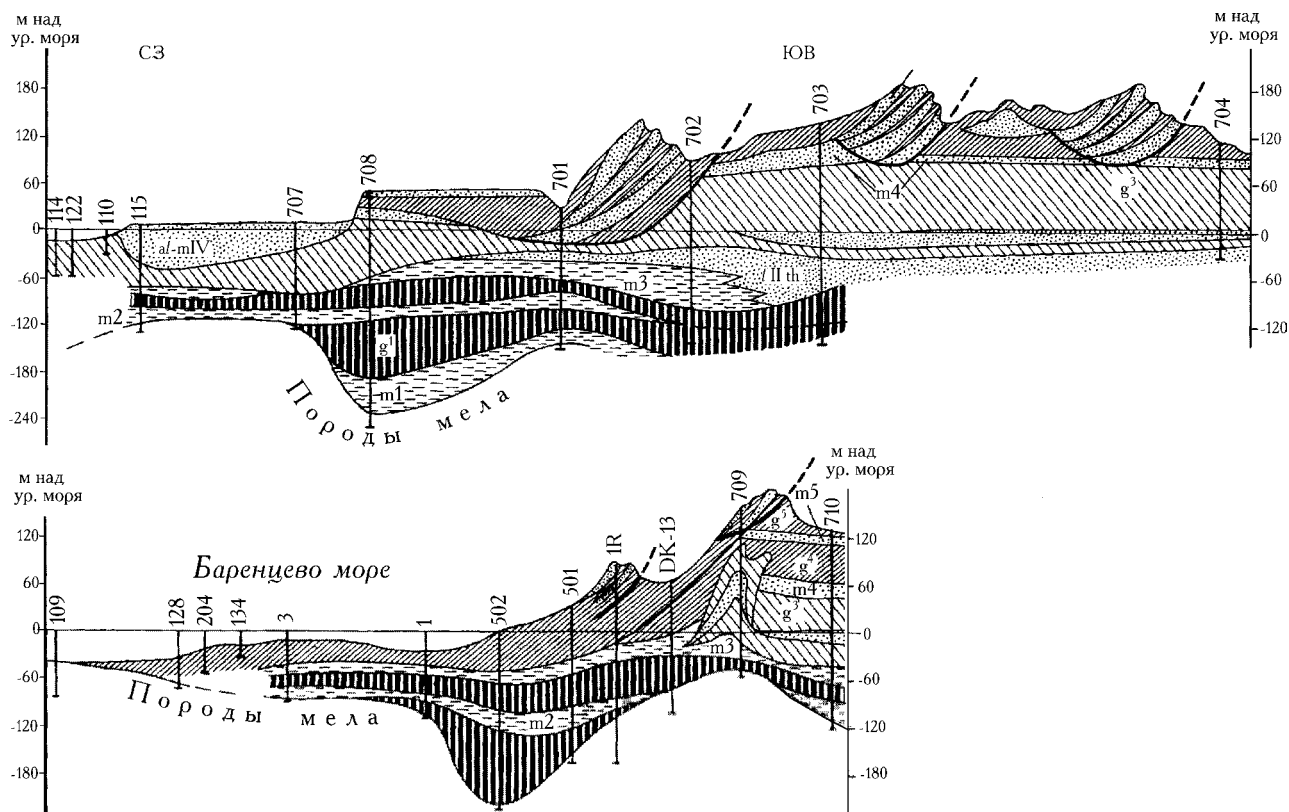 м над
ур. моря
СЗ
ЮВ
м над
ур. моря
180
120
60
0
-60
-120
-180
-240
180
120
60
0
-60
-120
114
122
110
115
707
708
701
702
703
704
al-mIV
m4
g³
m3
lII th
m2
g¹
m1
Породы мела
м над
ур. моря
м над
ур. моря
120
60
0
-60
-120
-180
120
60
0
-60
-120
-180
Баренцево море
109
128
204
134
3
1
502
501
1R
DK-13
709
710
m5
g⁵
g⁴
m4
g³
m3
m2
Породы мела